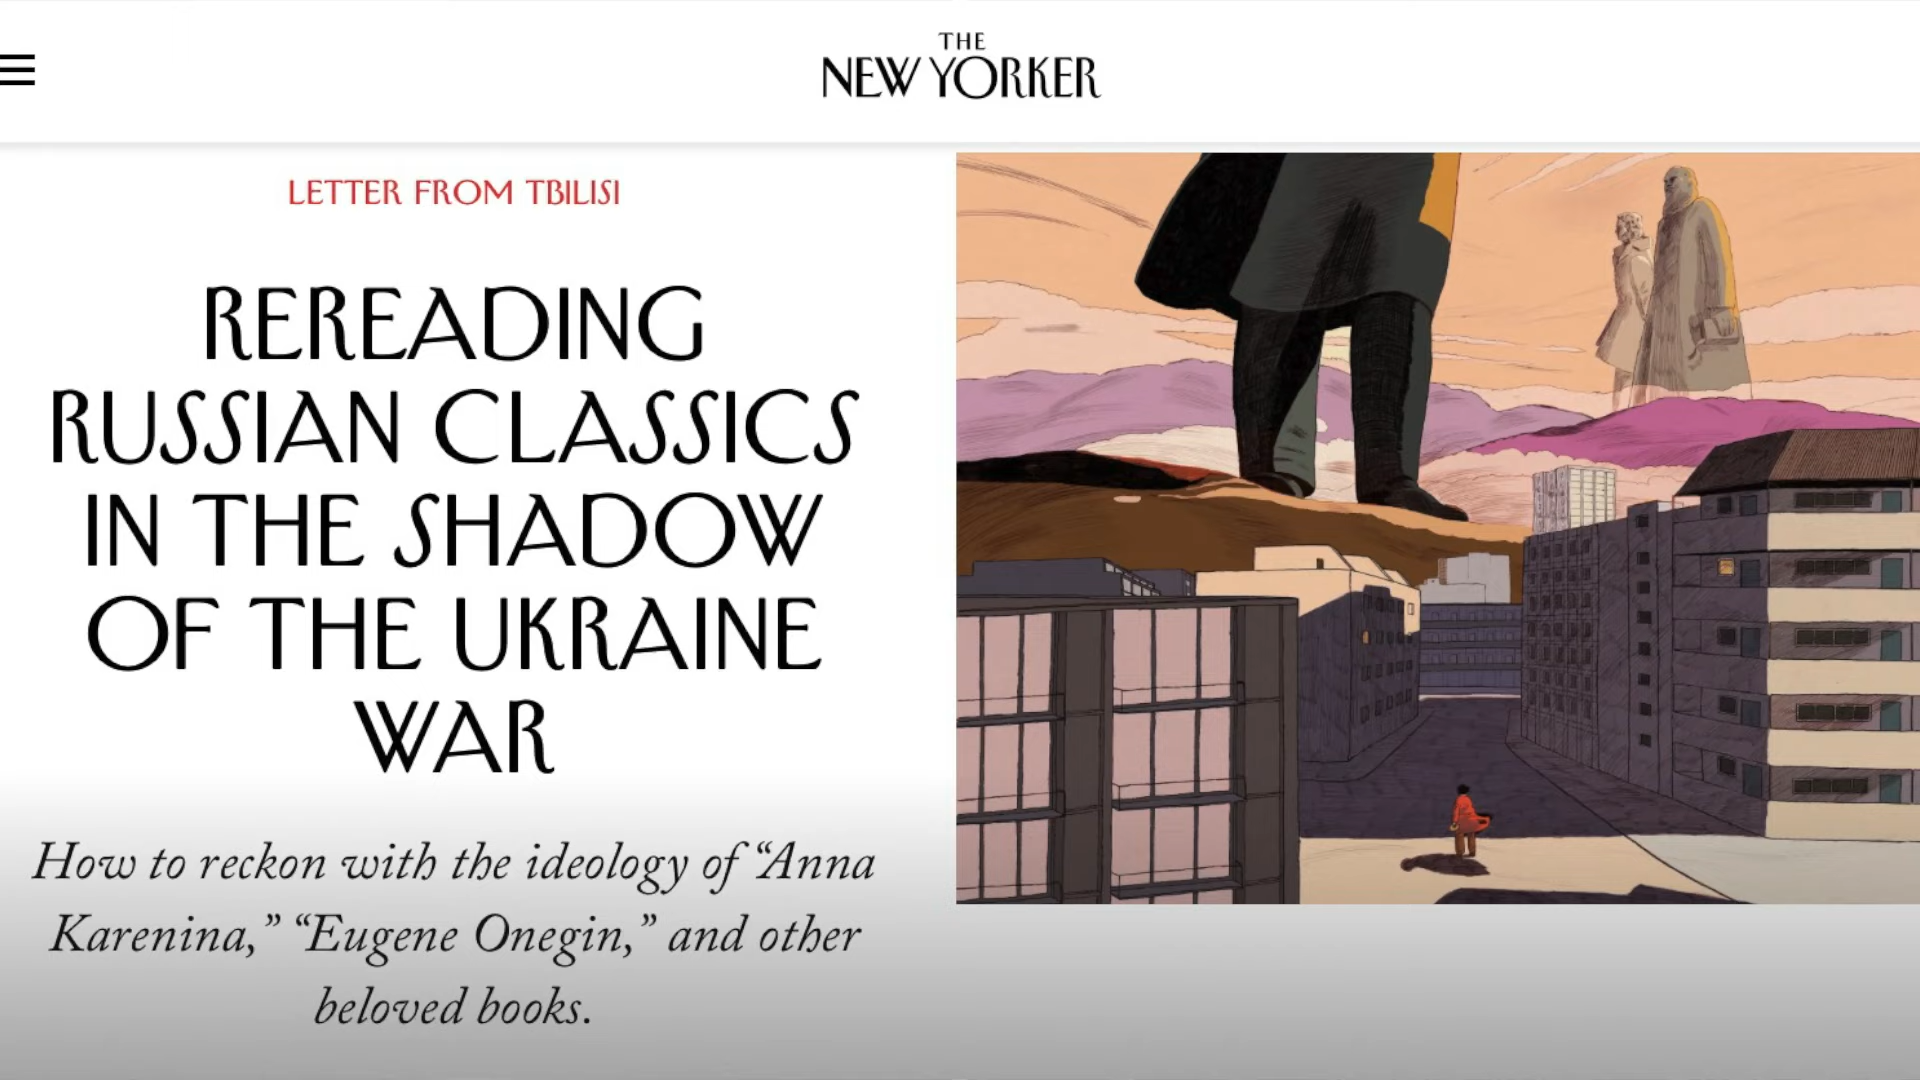 THE
NEW YORKER
LETTER FROM TBILISI
REREADING
RUSSIAN CLASSICS
IN THE SHADOW
OF THE UKRAINE
WAR
How to reckon with the ideology of “Anna
Karenina,” “Eugene Onegin,” and other
beloved books.